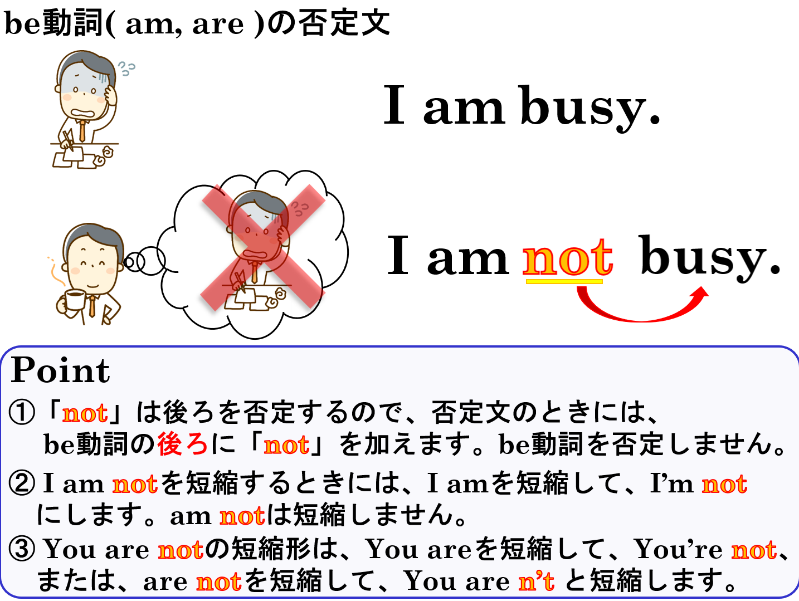 be動詞( am, are )の否定文
I am busy.
I am not busy.
Point
①「not」は後ろを否定するので、否定文のときには、
be動詞の後ろに「not」を加えます。be動詞を否定しません。
② I am notを短縮するときには、I amを短縮して、I'm not
にします。am notは短縮しません。
③ You are notの短縮形は、You areを短縮して、You're not、
または、are notを短縮して、You are n't と短縮します。